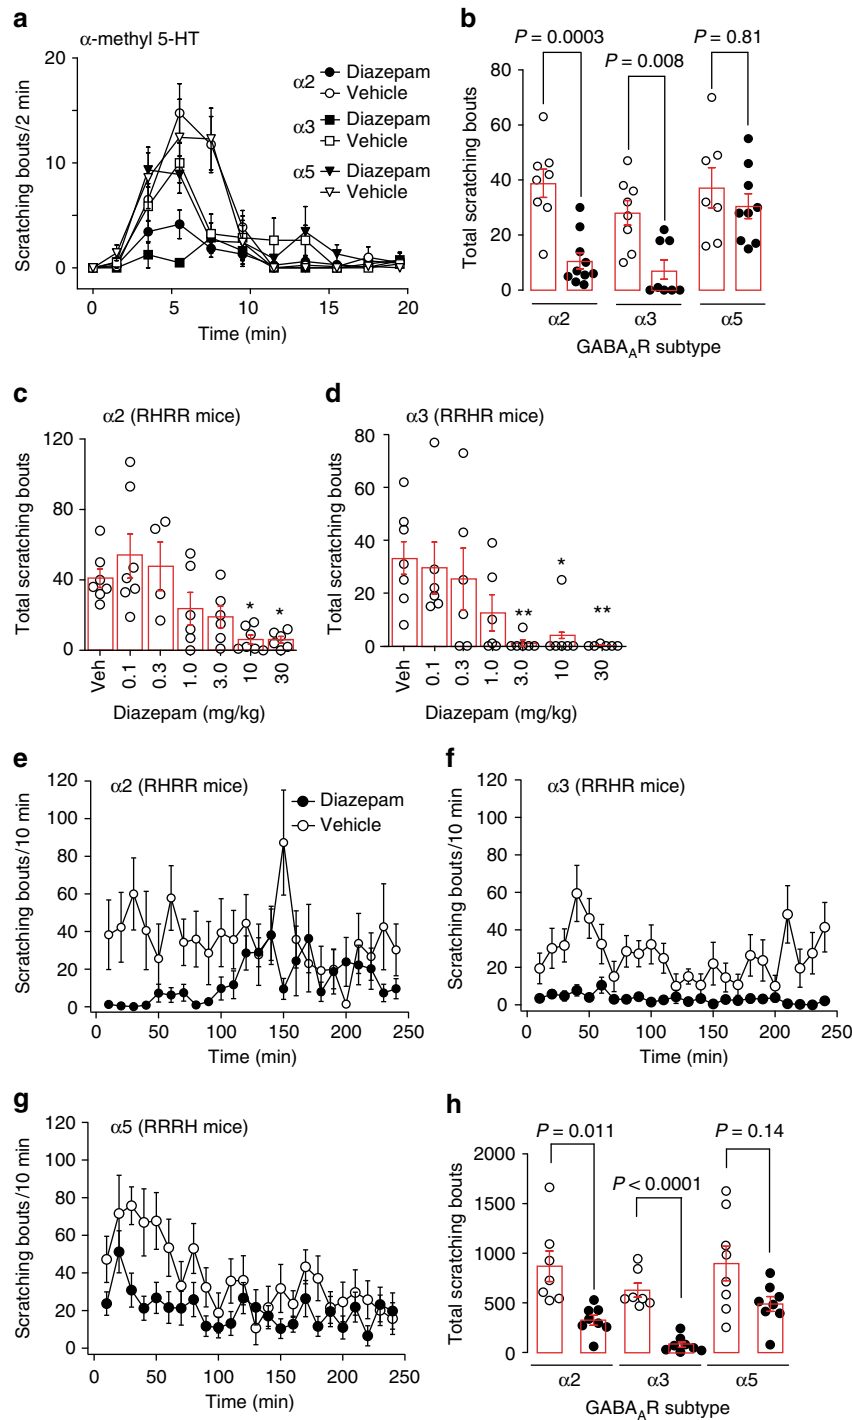 a
α-methyl 5-HT
20
10
0
Scratching bouts/2 min
α2
Diazepam
Vehicle
α3
Diazepam
Vehicle
α5
Diazepam
Vehicle
0
5
10
15
20
Time (min)
b
P = 0.0003
P = 0.008
P = 0.81
80
60
40
20
0
Total scratching bouts
α2
α3
α5
GABA_AR subtype
c
α2 (RHRR mice)
120
80
40
0
Total scratching bouts
*
*
Veh
0.1
0.3
1.0
3.0
10
30
Diazepam (mg/kg)
d
α3 (RRHR mice)
80
60
40
20
0
Total scratching bouts
**
*
**
Veh
0.1
0.3
1.0
3.0
10
30
Diazepam (mg/kg)
e
α2 (RHRR mice)
Diazepam
Vehicle
120
100
80
60
40
20
0
Scratching bouts/10 min
0
50
100
150
200
250
Time (min)
f
α3 (RRHR mice)
120
100
80
60
40
20
0
Scratching bouts/10 min
0
50
100
150
200
250
Time (min)
g
α5 (RRRH mice)
120
100
80
60
40
20
0
Scratching bouts/10 min
0
50
100
150
200
250
Time (min)
h
P = 0.011
P < 0.0001
P = 0.14
2000
1500
1000
500
0
Total scratching bouts
α2
α3
α5
GABA_AR subtype